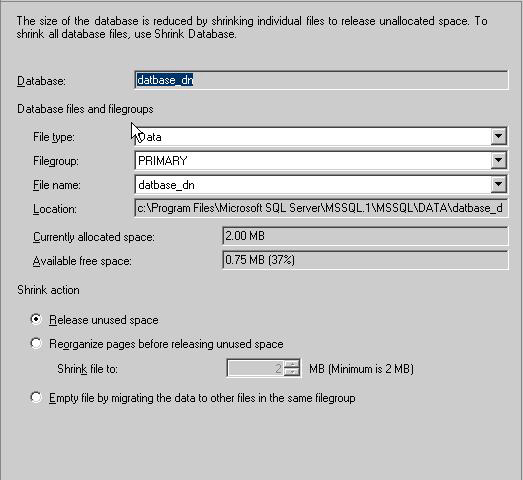 The size of the database is reduced by shrinking individual files to release unallocated space. To
shrink all database files, use Shrink Database.
Database: datbase_dn
Database files and filegroups
File type: Data
Filegroup: PRIMARY
File name: datbase_dn
Location: c:\Program Files\Microsoft SQL Server\MSSQL.1\MSSQL\DATA\datbase_d
Currently allocated space: 2.00 MB
Available free space: 0.75 MB (37%)
Shrink action
Release unused space
Reorganize pages before releasing unused space
Shrink file to: 2 MB (Minimum is 2 MB)
Empty file by migrating the data to other files in the same filegroup